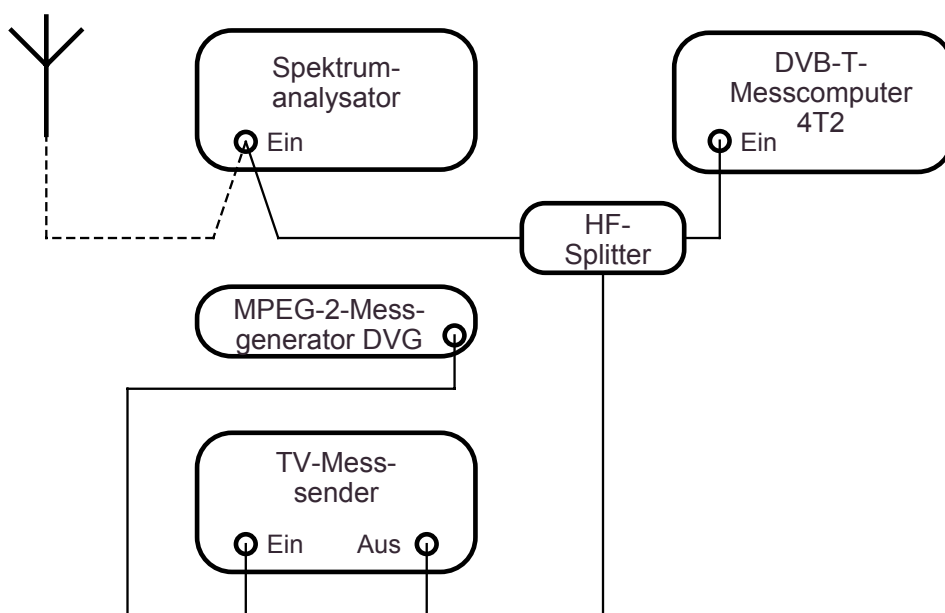 Spektrum-
analysator
Ein
DVB-T-
Messcomputer
4T2
Ein
HF-
Splitter
MPEG-2-Mess-
generator DVG
TV-Mess-
sender
Ein
Aus